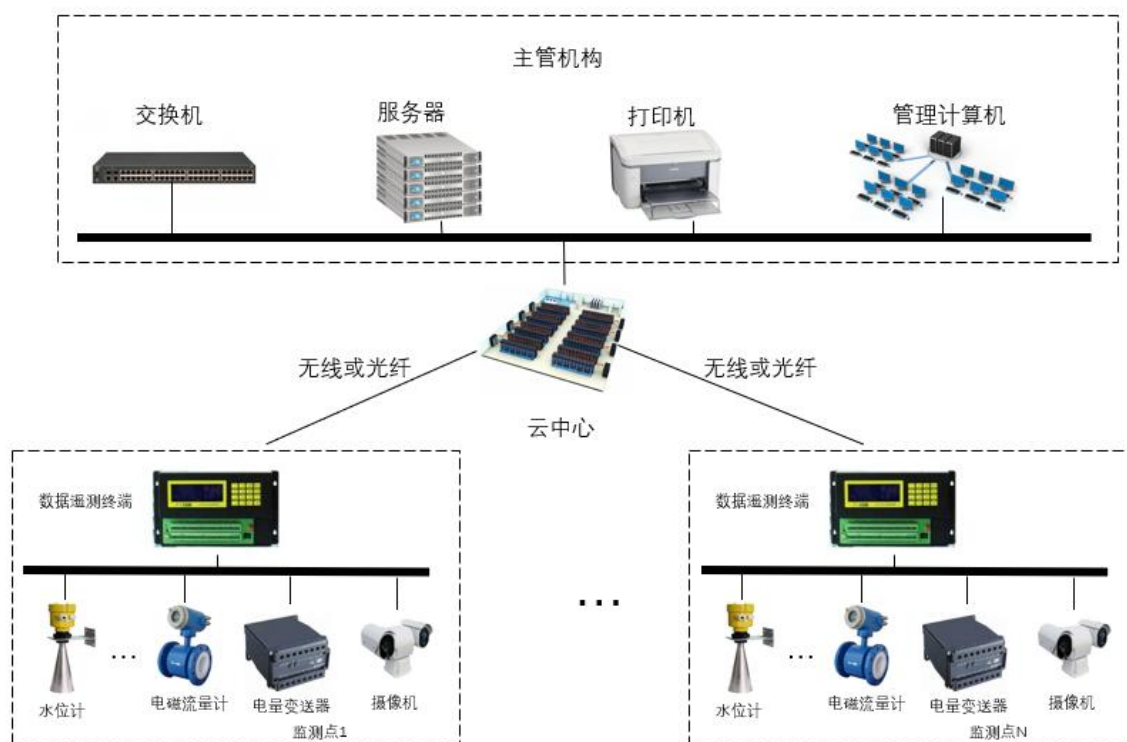 主管机构
交换机
服务器
打印机
管理计算机
无线或光纤
无线或光纤
云中心
数据遥测终端
数据遥测终端
...
水位计
...
电磁流量计
电量变送器
摄像机
监测点1
水位计
...
电磁流量计
电量变送器
摄像机
监测点N